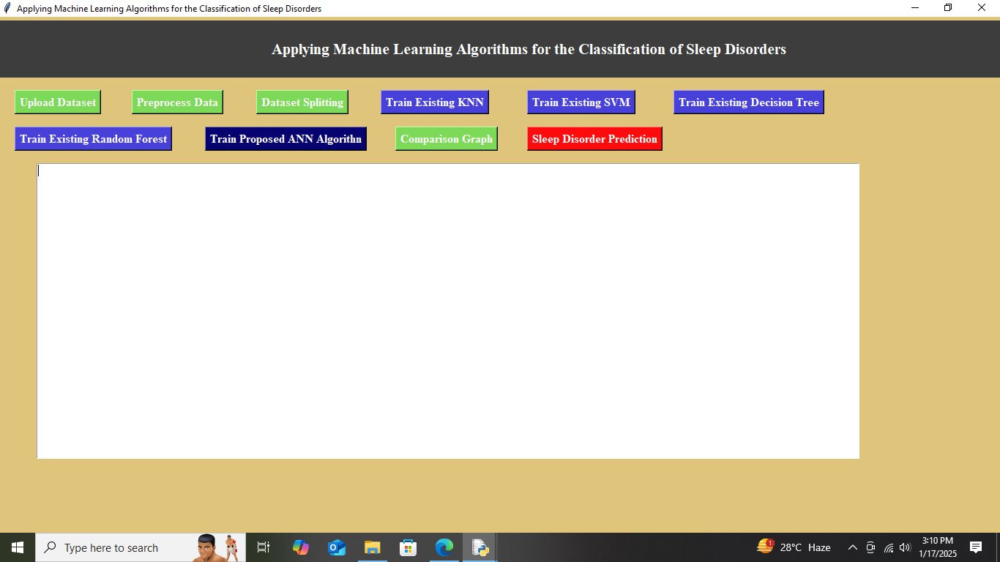 Applying Machine Learning Algorithms for the Classification of Sleep Disorders
Applying Machine Learning Algorithms for the Classification of Sleep Disorders
Upload Dataset Preprocess Data Dataset Splitting Train Existing KNN Train Existing SVM Train Existing Decision Tree
Train Existing Random Forest Train Proposed ANN Algorithn Comparison Graph Sleep Disorder Prediction
Type here to search 1 28°C Haze 3:10 PM
1/17/2025